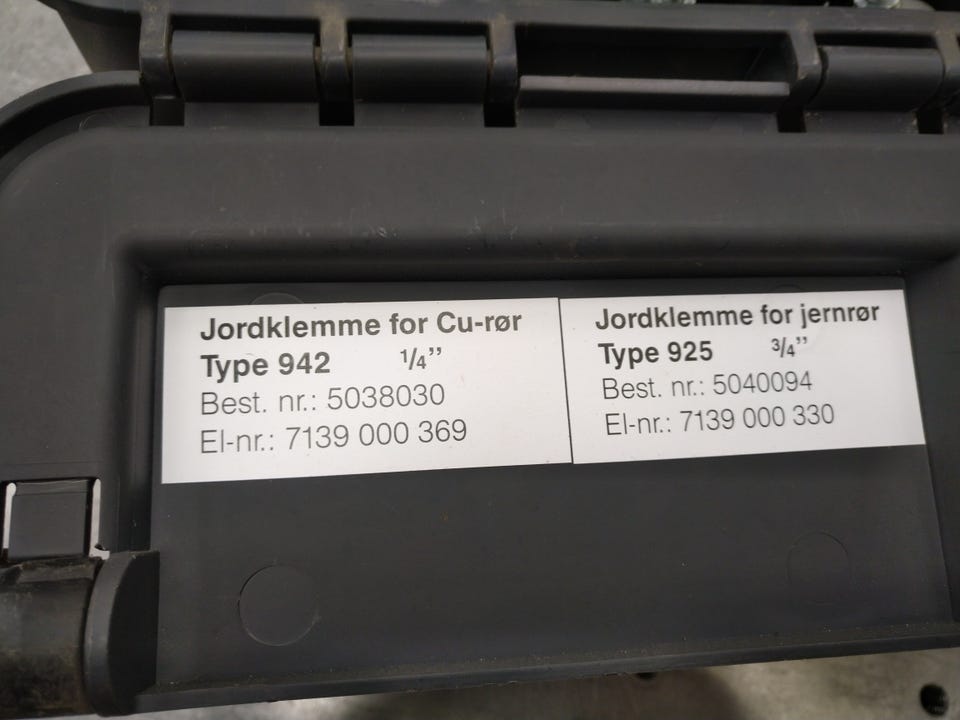 Jordklemme for Cu-rør
Type 942 1/4”
Best. nr.: 5038030
El-nr.: 7139 000 369
Jordklemme for jernrør
Type 925 3/4”
Best. nr.: 5040094
El-nr.: 7139 000 330